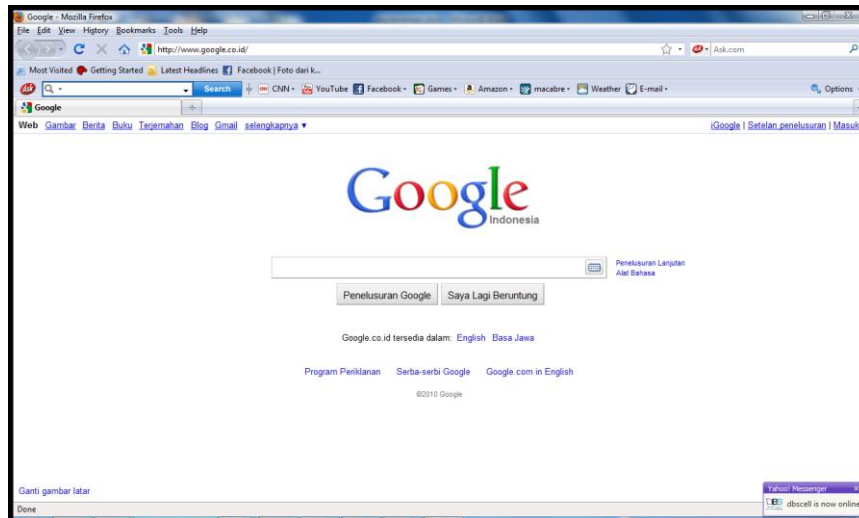 Google - Mozilla Firefox
File Edit View History Bookmarks Tools Help
http://www.google.co.id/ Ask.com
Most Visited Getting Started Latest Headlines Facebook | Foto dari k...
Ask Search CNN YouTube Facebook Games Amazon macabre Weather E-mail Options
Google
Web Gambar Berita Buku Terjemahan Blog Gmail selengkapnya ▼ iGoogle | Setelan penelusuran | Masuk
Google
Indonesia
Penelusuran Lanjutan
Alat Bahasa
Penelusuran Google Saya Lagi Beruntung
Google.co.id tersedia dalam: English Basa Jawa
Program Periklanan Serba-serbi Google Google.com in English
©2010 Google
Ganti gambar latar
Yahoo! Messenger
dbscell is now online
Done